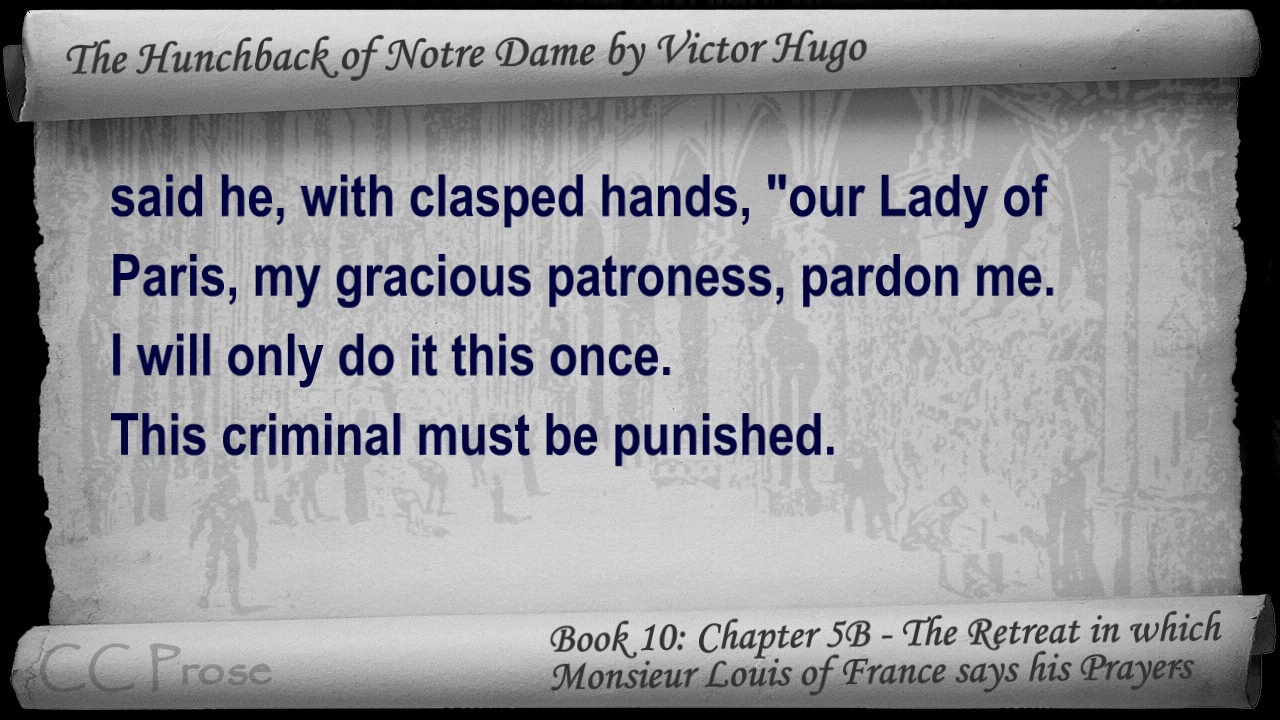 The Hunchback of Notre Dame by Victor Hugo
said he, with clasped hands, "our Lady of
Paris, my gracious patroness, pardon me.
I will only do it this once.
This criminal must be punished.
CC Prose
Book 10: Chapter 5B - The Retreat in which
Monsieur Louis of France says his Prayers